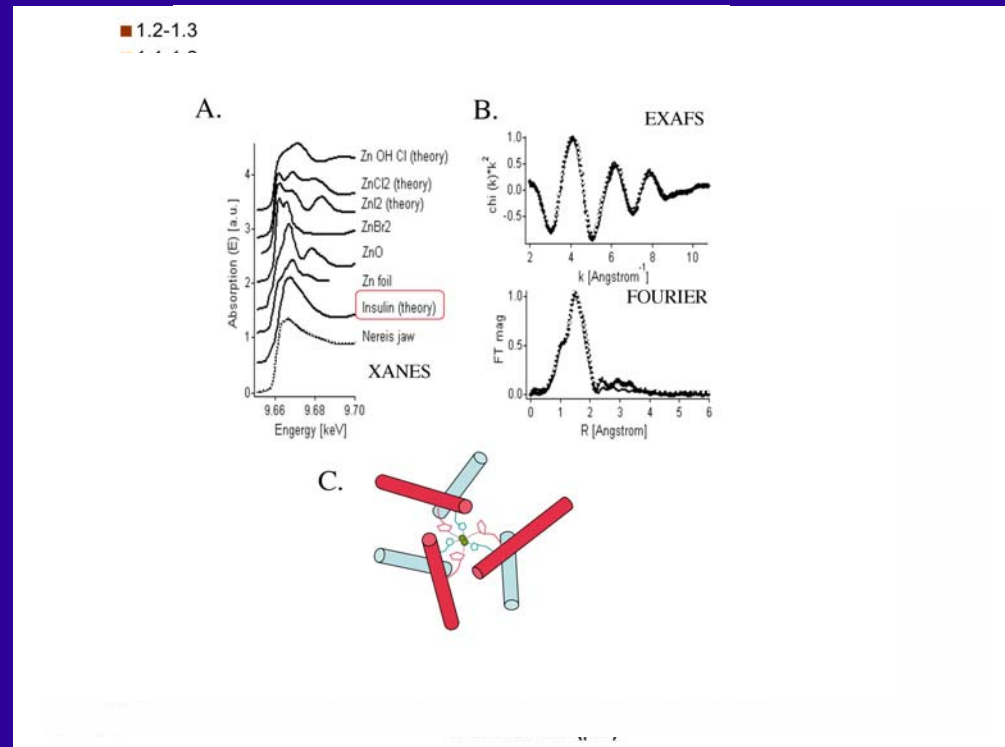 1.2-1.3
A.
Zn OH Cl (theory)
ZnCl2 (theory)
ZnI2 (theory)
ZnBr2
ZnO
Zn foil
Insulin (theory)
Nereis jaw
XANES
Absorption (E) [a.u.]
4
3
2
1
0
9.66 9.68 9.70
Engergy [keV]
B.
EXAFS
chi (k)*k²
1.0
0.5
0.0
-0.5
2 4 6 8 10
k [Angstrom⁻¹]
FOURIER
FT mag
1.0
0.5
0.0
0 1 2 3 4 5 6
R [Angstrom]
C.